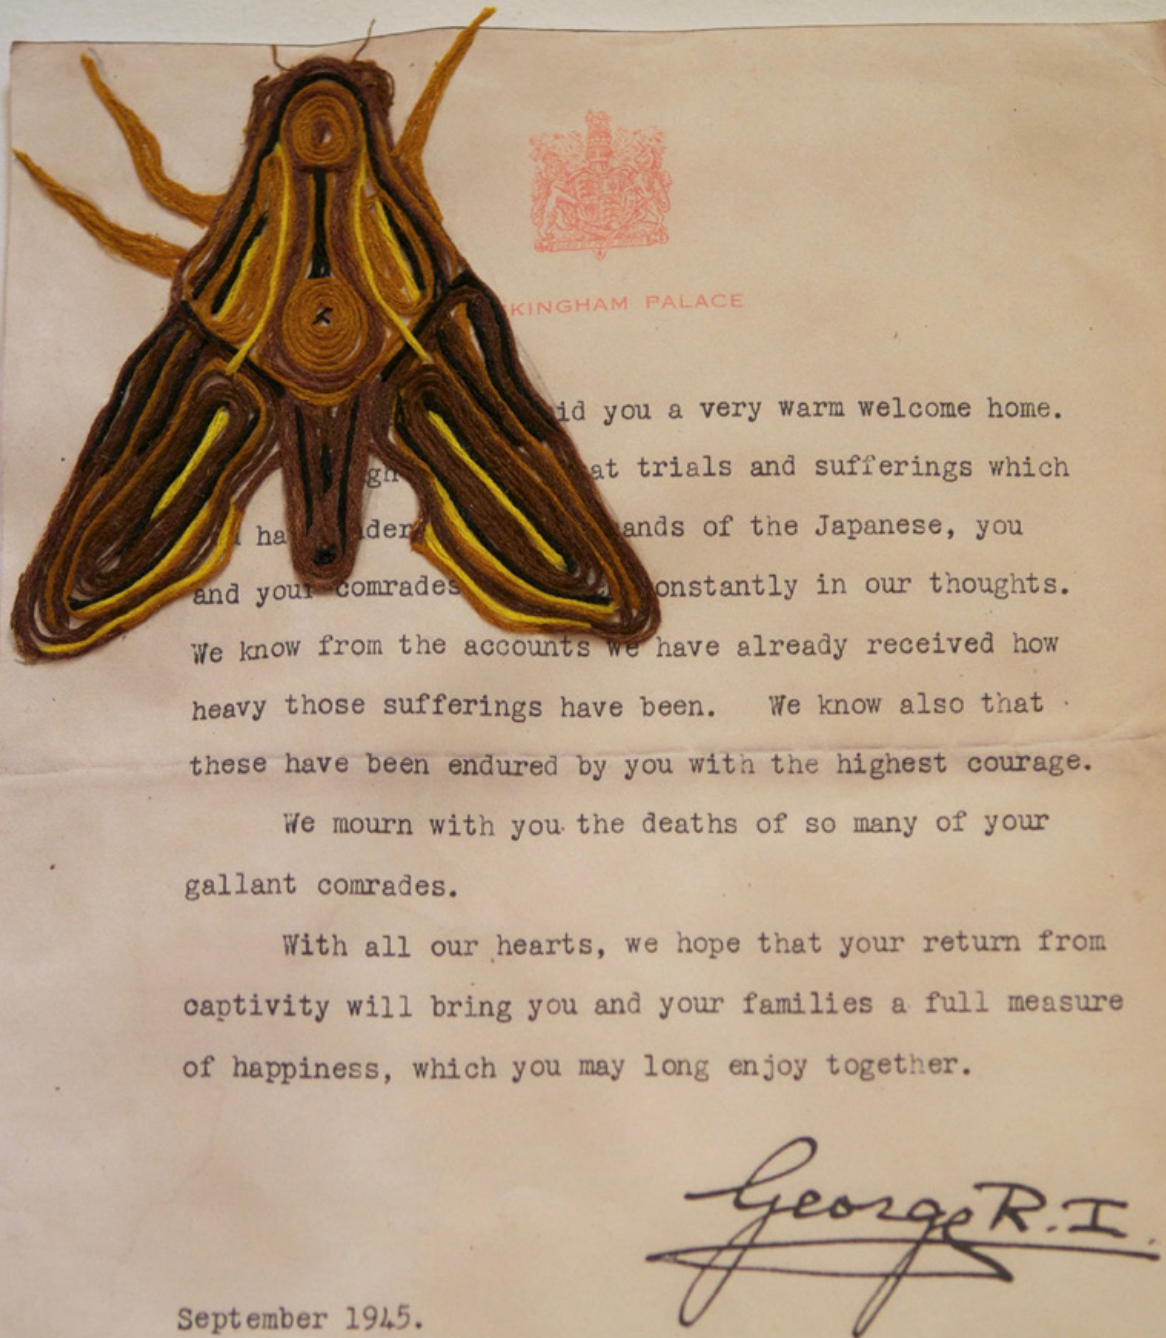 KINGHAM PALACE
id you a very warm welcome home.
gh at trials and sufferings which
ha der ands of the Japanese, you
and your comrades onstantly in our thoughts.
We know from the accounts we have already received how
heavy those sufferings have been. We know also that
these have been endured by you with the highest courage.
We mourn with you the deaths of so many of your
gallant comrades.
With all our hearts, we hope that your return from
captivity will bring you and your families a full measure
of happiness, which you may long enjoy together.
George R.I.
September 1945.